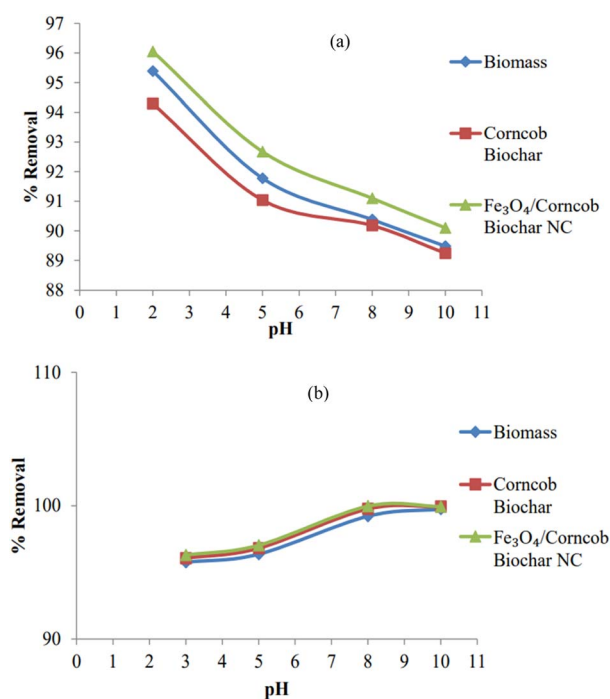 (a)
97
96
95
94
93
92
91
90
89
88
% Removal
0 1 2 3 4 5 6 7 8 9 10 11
pH
Biomass
Corncob
Biochar
Fe₃O₄/Corncob
Biochar NC
(b)
110
100
90
% Removal
0 1 2 3 4 5 6 7 8 9 10 11
pH
Biomass
Corncob
Biochar
Fe₃O₄/Corncob
Biochar NC